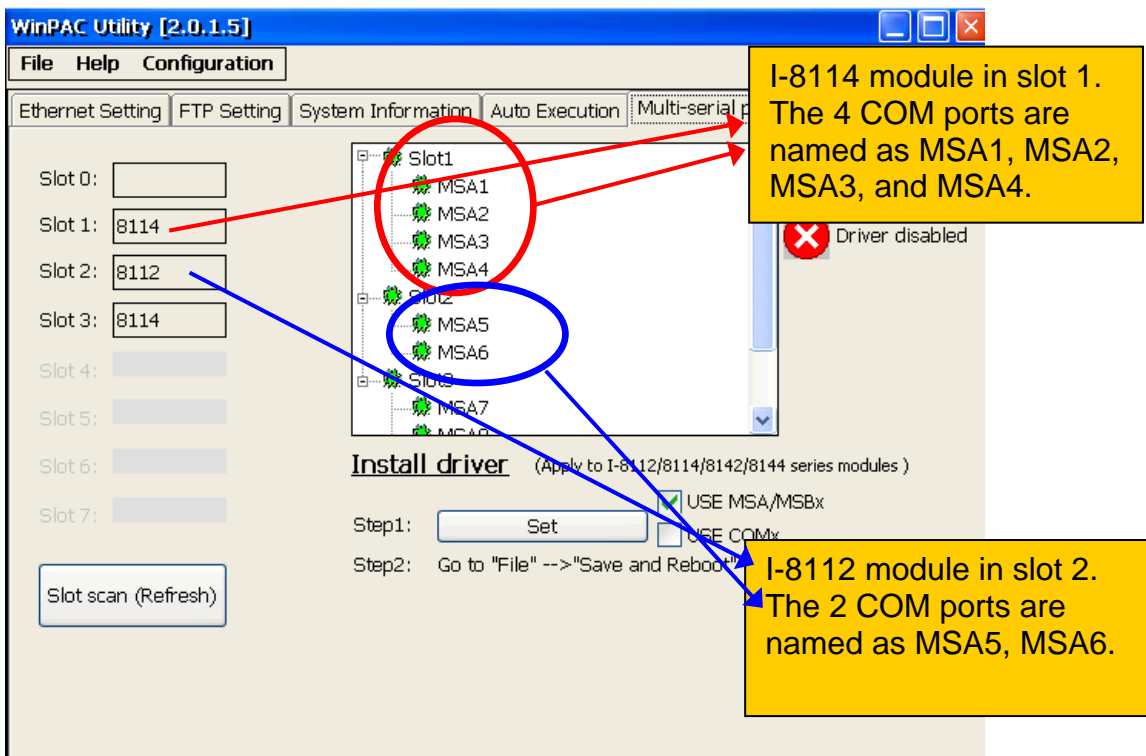 WinPAC Utility [2.0.1.5]
File Help Configuration
Ethernet Setting
FTP Setting
System Information
Auto Execution
Multi-serial
I-8114 module in slot 1.
The 4 COM ports are
named as MSA1, MSA2,
MSA3, and MSA4.
Slot 0:
Slot 1: 8114
Slot 2: 8112
Slot 3: 8114
Slot 4:
Slot 5:
Slot 6:
Slot 7:
Slot scan (Refresh)
Slot1
MSA1
MSA2
MSA3
MSA4
Slot2
MSA5
MSA6
Slot3
MSA7
Driver disabled
Install driver (Apply to I-8112/8114/8142/8144 series modules )
USE MSA/MSBx
Step1: Set
USE COMx
Step2: Go to "File" -->"Save and Reboot"
I-8112 module in slot 2.
The 2 COM ports are
named as MSA5, MSA6.